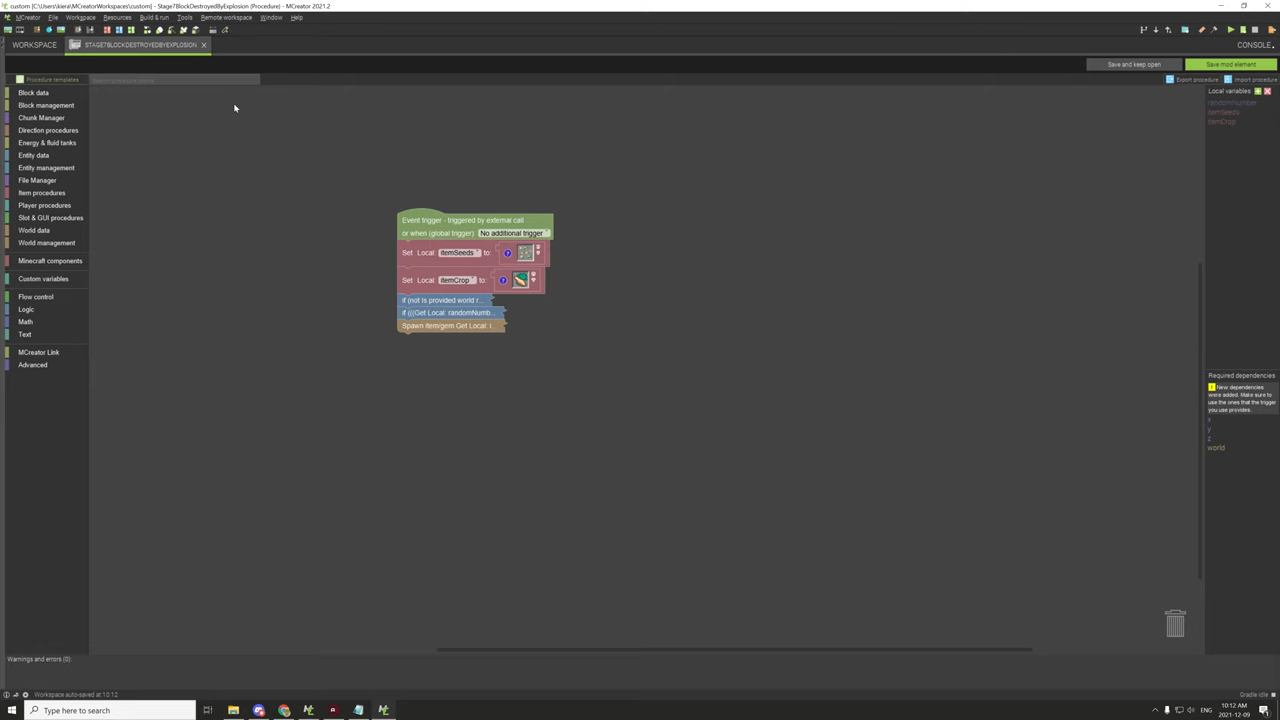 custom [C:\Users\kiera\MCreatorWorkspaces\custom] - Stage7BlockDestroyedByExplosion (Procedure) - MCreator 2021.2
MCreator File Workspace Resources Build & run Tools Remote workspace Window Help
WORKSPACE STAGE7BLOCKDESTROYEDBYEXPLOSION CONSOLE
Save and keep open Save mod element
Procedure templates Export procedure Import procedure
Block data
Block management
Chunk Manager
Direction procedures
Energy & fluid tanks
Entity data
Entity management
File Manager
Item procedures
Player procedures
Slot & GUI procedures
World data
World management
Minecraft components
Custom variables
Flow control
Logic
Math
Text
MCreator Link
Advanced
Event trigger - triggered by external call
or when (global trigger) No additional trigger
Set Local itemSeeds to: ?
Set Local itemCrop to: ?
if (not Is provided world r...
if (((Get Local: randomNumb...
Spawn item/gem Get Local: i...
Local variables
randomNumber
itemSeeds
itemCrop
Required dependencies
! New dependencies
were added. Make sure to
use the ones that the trigger
you use provides.
x
y
z
world
Warnings and errors (0):
Workspace auto-saved at 10:12 Gradle idle
Type here to search ENG 10:12 AM
2021-12-09